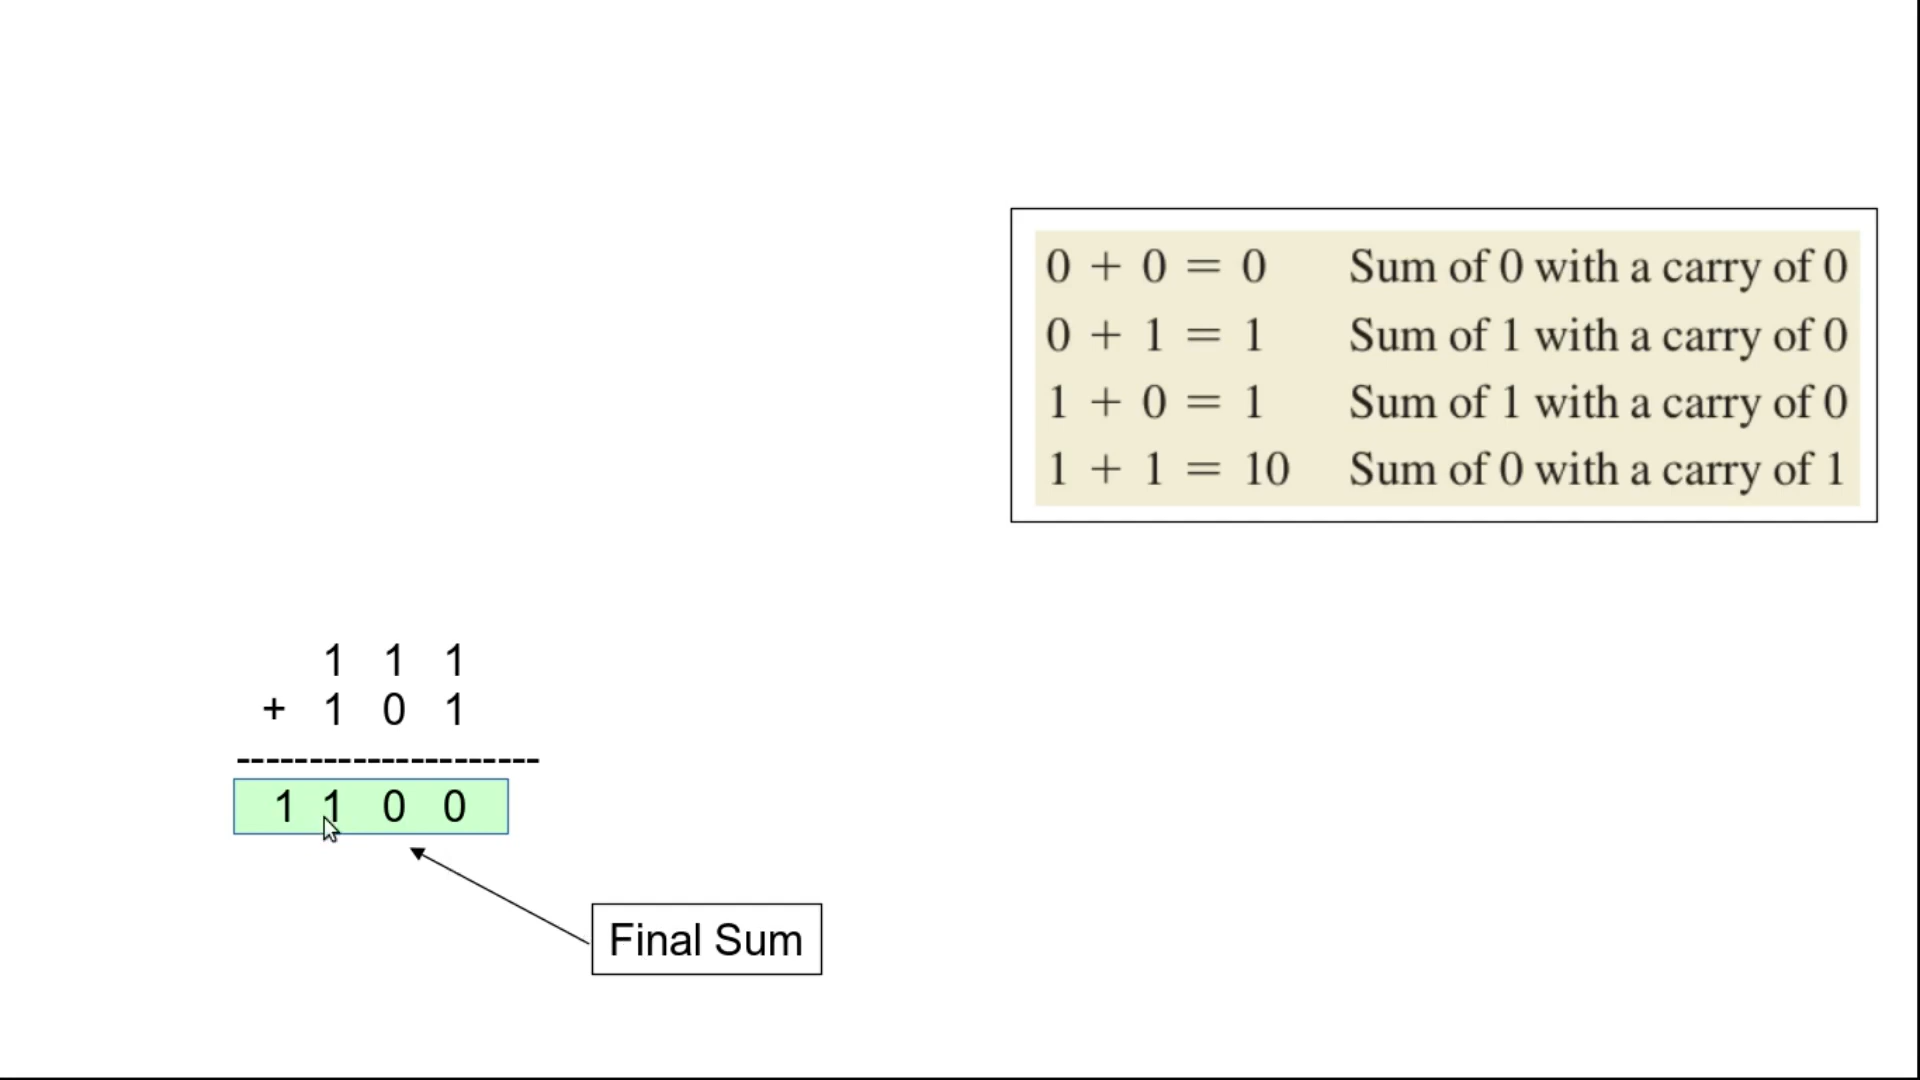 0 + 0 = 0 Sum of 0 with a carry of 0
0 + 1 = 1 Sum of 1 with a carry of 0
1 + 0 = 1 Sum of 1 with a carry of 0
1 + 1 = 10 Sum of 0 with a carry of 1
1 1 1
+ 1 0 1
---------------------
1 1 0 0
Final Sum